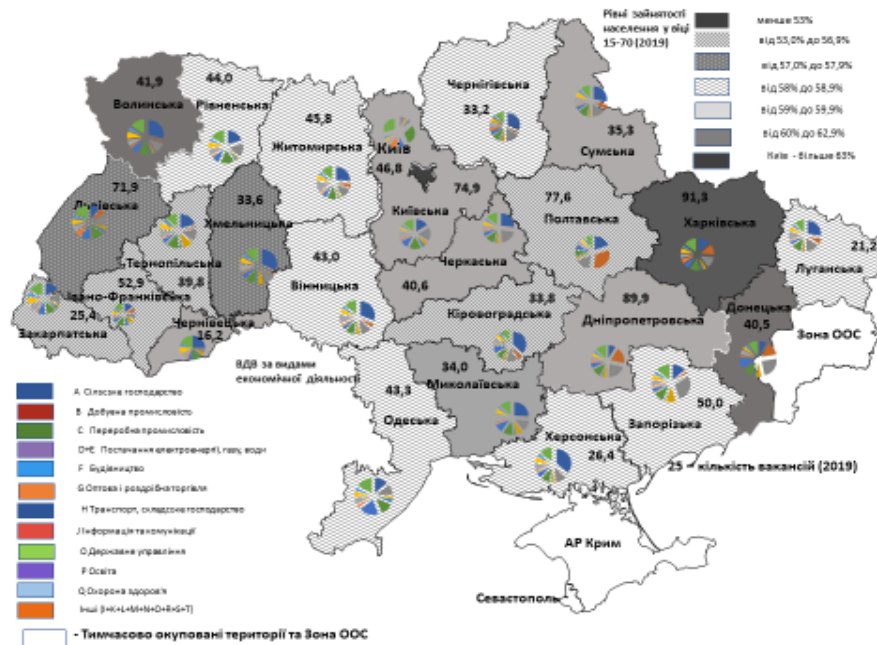 Рівні зайнятості
населення у віці
15-70 (2019)
менше 53%
від 53,0% до 56,9%
від 57,0% до 57,9%
від 58% до 58,9%
від 59% до 59,9%
від 60% до 62,9%
Київ - більше 63%
41,9
Волинська
44,0
Рівненська
45,8
Житомирська
Київ
46,8
Чернігівська
33,2
35,3
Сумська
71,9
Львівська
33,6
Хмельницька
74,9
Київська
77,6
Полтавська
91,3
Харківська
21,2
Луганська
Тернопільська
39,8
43,0
Вінницька
Черкаська
40,6
52,9
Івано-Франківська
25,4
Закарпатська
Чернівецька
16,2
33,8
Кіровоградська
89,9
Дніпропетровська
Донецька
40,5
Зона ООС
ВДВ за видами
економічної діяльності
34,0
Миколаївська
43,3
Одеська
50,0
Запорізька
Херсонська
26,4
25 – кількість вакансій (2019)
АР Крим
Севастополь
A Сільське господарство
B Добувна промисловість
C Переробна промисловість
D+E Постачання електроенергії, газу, води
F Будівництво
G Оптова і роздрібна торгівля
H Транспорт, складське господарство
J Інформація та комунікації
O Державне управління
P Освіта
Q Охорона здоров'я
Інші (I+K+L+M+N+O+R+S+T)
- Тимчасово окуповані території та Зона ООС